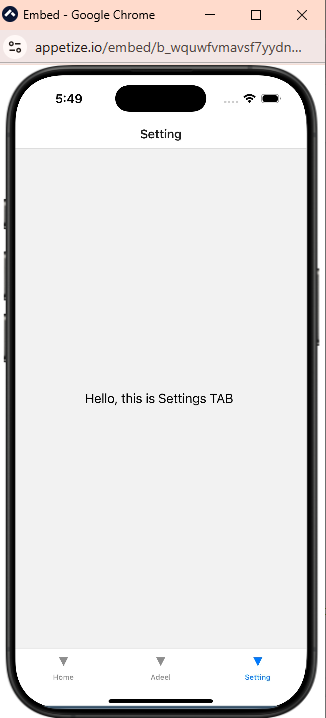 Embed - Google Chrome
appetize.io/embed/b_wquwfvmavsf7yydn...
5:49
Setting
Hello, this is Settings TAB
Home
Adeel
Setting